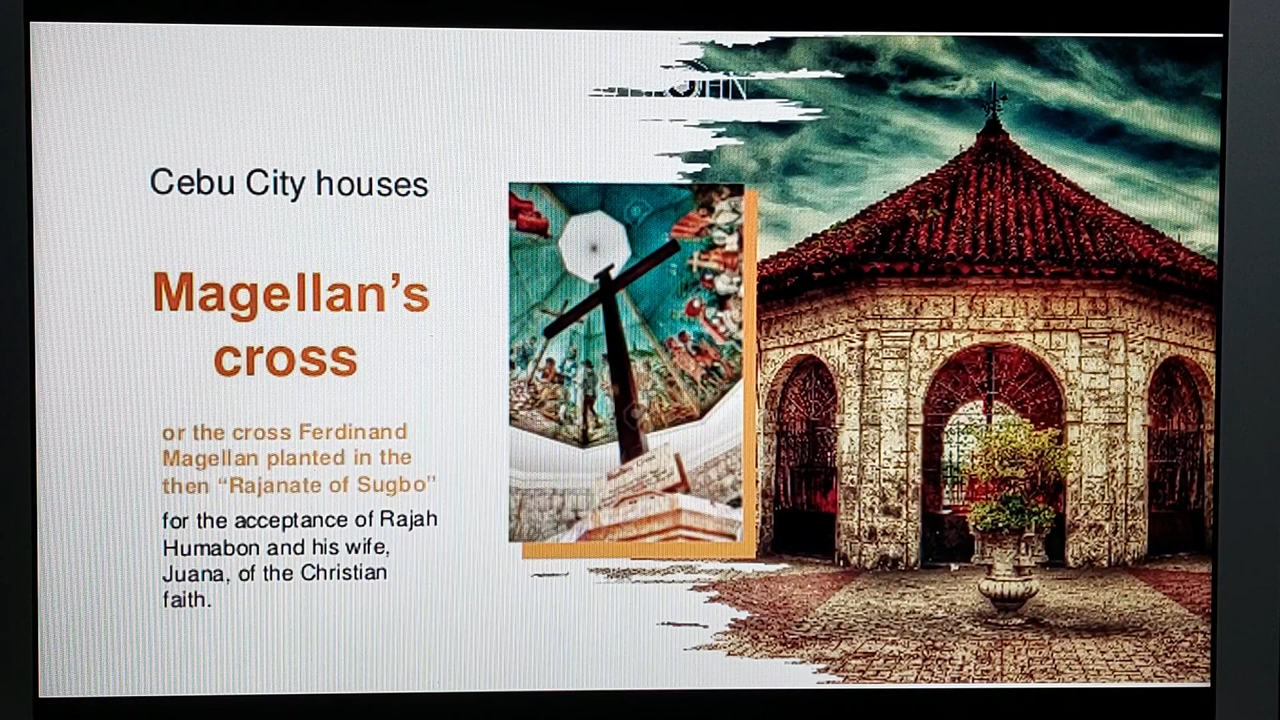 Cebu City houses
Magellan’s
cross
or the cross Ferdinand
Magellan planted in the
then “Rajanate of Sugbo”
for the acceptance of Rajah
Humabon and his wife,
Juana, of the Christian
faith.